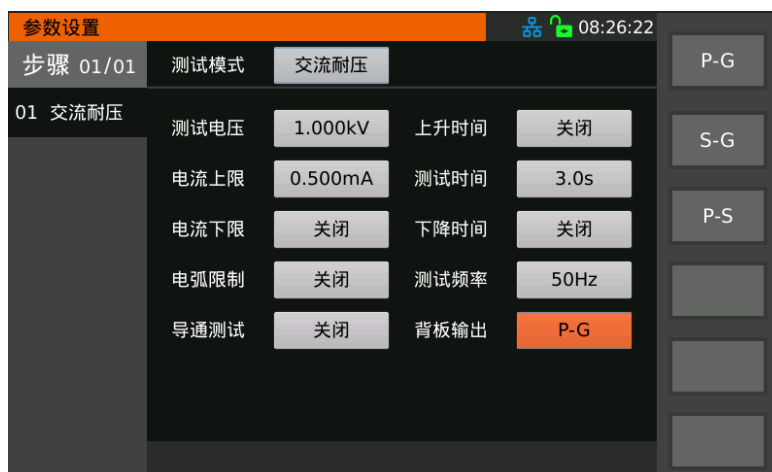 参数设置 08:26:22
步骤 01/01 测试模式 交流耐压
01 交流耐压
测试电压 1.000kV 上升时间 关闭
电流上限 0.500mA 测试时间 3.0s
电流下限 关闭 下降时间 关闭
电弧限制 关闭 测试频率 50Hz
导通测试 关闭 背板输出 P-G
P-G
S-G
P-S